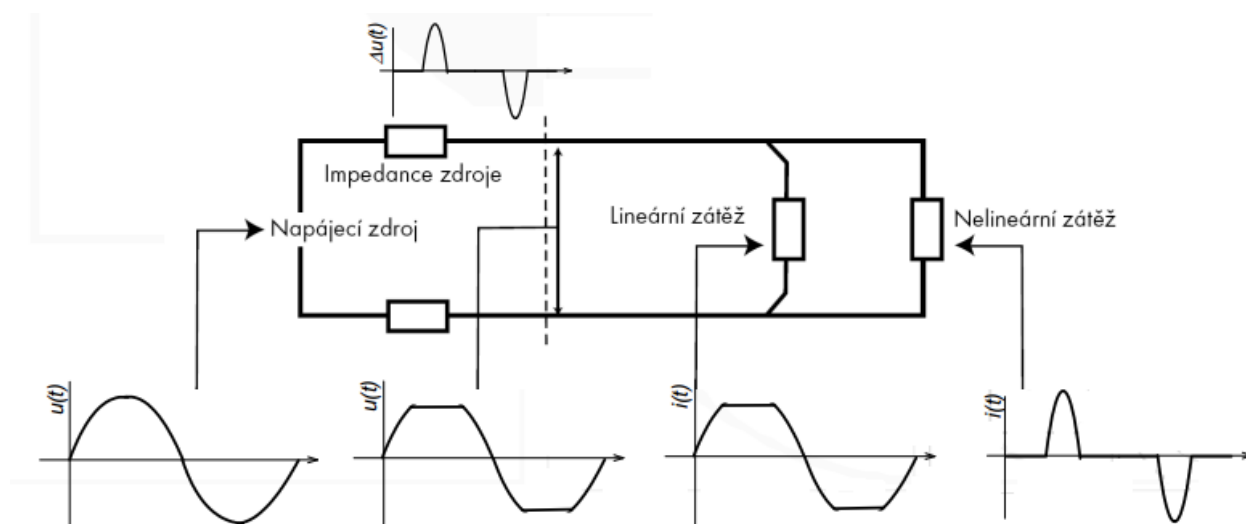 Δu(t)
Impedance zdroje
Napájecí zdroj
Lineární zátěž
Nelineární zátěž
u(t)
u(t)
i(t)
i(t)